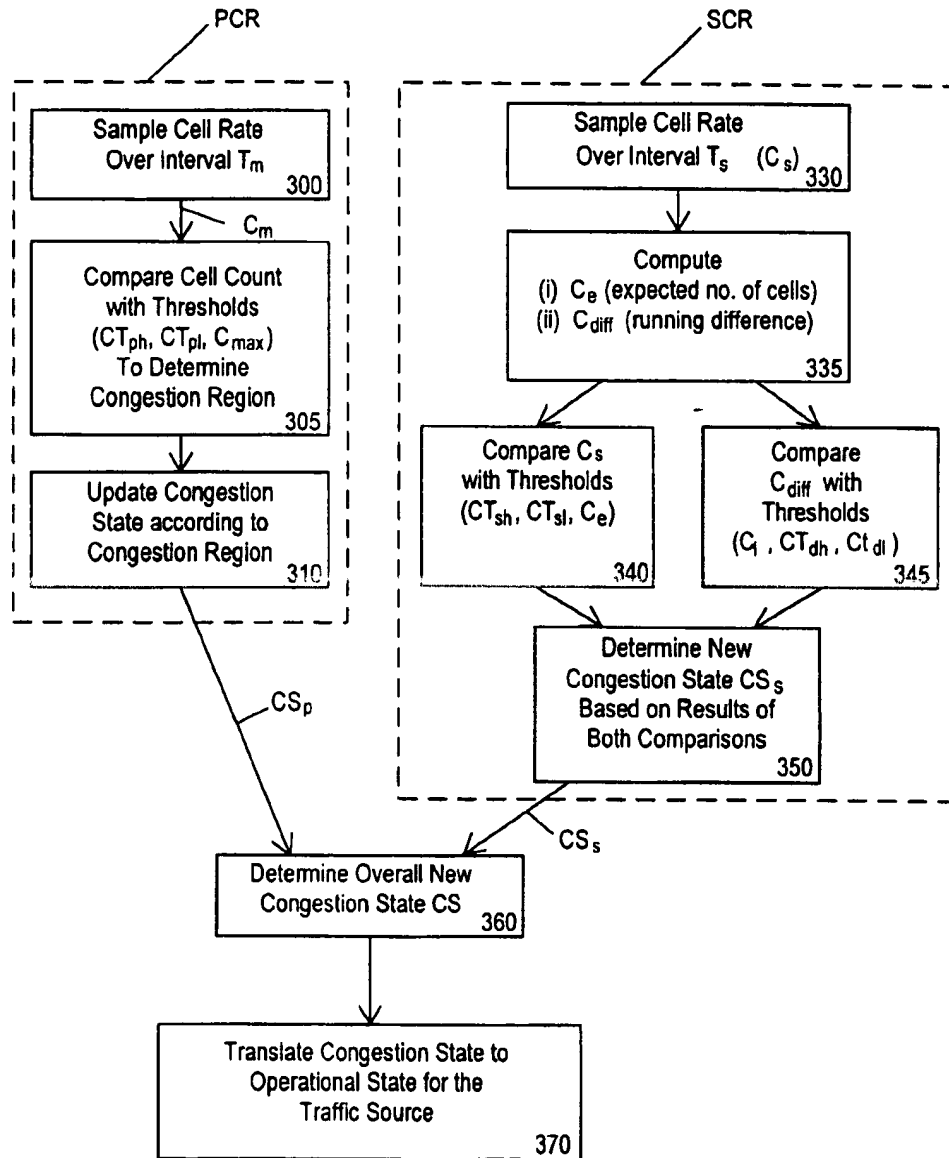 PCR
SCR
Sample Cell Rate
Over Interval Tm
300
Cm
Compare Cell Count
with Thresholds
(CTph, CTpl, Cmax)
To Determine
Congestion Region
305
Update Congestion
State according to
Congestion Region
310
CSp
Sample Cell Rate
Over Interval Ts (Cs)
330
Compute
(i) Ce (expected no. of cells)
(ii) Cdiff (running difference)
335
Compare Cs
with Thresholds
(CTsh, CTsl, Ce)
340
Compare
Cdiff with
Thresholds
(Ci, CTdh, Ctdl)
345
Determine New
Congestion State CSs
Based on Results of
Both Comparisons
350
CSs
Determine Overall New
Congestion State CS
360
Translate Congestion State to
Operational State for the
Traffic Source
370